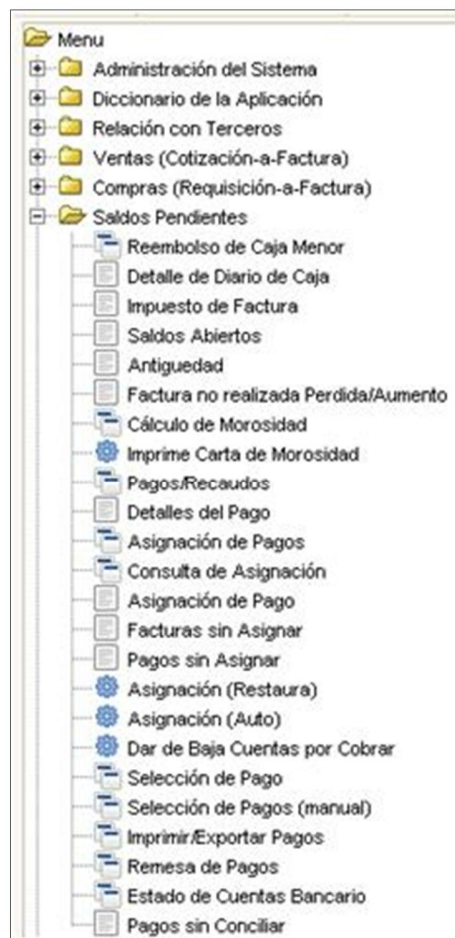 Menu
Administración del Sistema
Diccionario de la Aplicación
Relación con Terceros
Ventas (Cotización-a-Factura)
Compras (Requisición-a-Factura)
Saldos Pendientes
Reembolso de Caja Menor
Detalle de Diario de Caja
Impuesto de Factura
Saldos Abiertos
Antiguedad
Factura no realizada Perdida/Aumento
Cálculo de Morosidad
Imprime Carta de Morosidad
Pagos/Recaudos
Detalles del Pago
Asignación de Pagos
Consulta de Asignación
Asignación de Pago
Facturas sin Asignar
Pagos sin Asignar
Asignación (Restaura)
Asignación (Auto)
Dar de Baja Cuentas por Cobrar
Selección de Pago
Selección de Pagos (manual)
Imprimir/Exportar Pagos
Remesa de Pagos
Estado de Cuentas Bancario
Pagos sin Conciliar